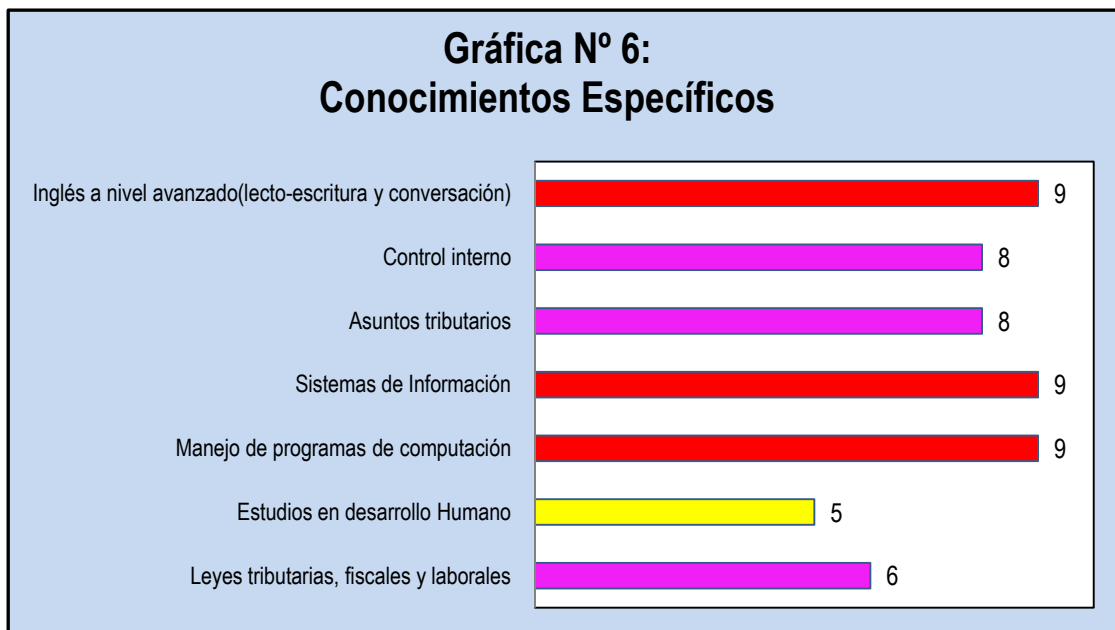 Gráfica Nº 6:
Conocimientos Específicos
Inglés a nivel avanzado(lecto-escritura y conversación) 9
Control interno 8
Asuntos tributarios 8
Sistemas de Información 9
Manejo de programas de computación 9
Estudios en desarrollo Humano 5
Leyes tributarias, fiscales y laborales 6